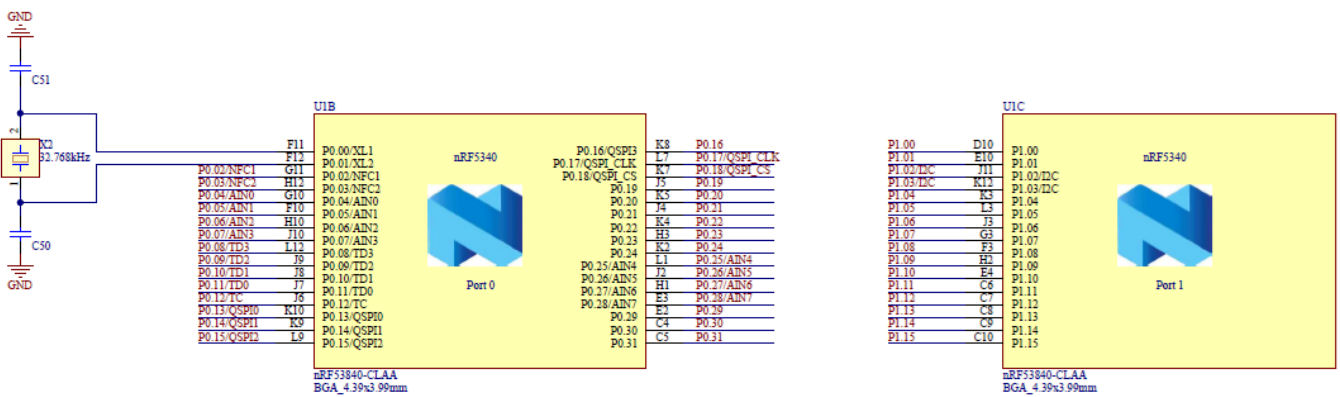 GND
C51
2
X2
32.768kHz
1
C50
GND
U1B
F11 P0.00/XL1
F12 P0.01/XL2
P0.02/NFC1 G11 P0.02/NFC1
P0.03/NFC2 H12 P0.03/NFC2
P0.04/AIN0 G10 P0.04/AIN0
P0.05/AIN1 F10 P0.05/AIN1
P0.06/AIN2 H10 P0.06/AIN2
P0.07/AIN3 J10 P0.07/AIN3
P0.08/TD3 L12 P0.08/TD3
P0.09/TD2 J9 P0.09/TD2
P0.10/TD1 J8 P0.10/TD1
P0.11/TD0 J7 P0.11/TD0
P0.12/TC J6 P0.12/TC
P0.13/QSPI0 K10 P0.13/QSPI0
P0.14/QSPI1 K9 P0.14/QSPI1
P0.15/QSPI2 L9 P0.15/QSPI2
nRF5340
Port 0
P0.16/QSPI3 K8 P0.16
P0.17/QSPI_CLK L7 P0.17/QSPI_CLK
P0.18/QSPI_CS K7 P0.18/QSPI_CS
P0.19 J5 P0.19
P0.20 K5 P0.20
P0.21 J4 P0.21
P0.22 K4 P0.22
P0.23 H3 P0.23
P0.24 K2 P0.24
P0.25/AIN4 L1 P0.25/AIN4
P0.26/AIN5 J2 P0.26/AIN5
P0.27/AIN6 H1 P0.27/AIN6
P0.28/AIN7 E3 P0.28/AIN7
P0.29 E2 P0.29
P0.30 C4 P0.30
P0.31 C5 P0.31
nRF53840-CLAA
BGA_4.39x3.99mm
U1C
P1.00 D10 P1.00
P1.01 E10 P1.01
P1.02/I2C J11 P1.02/I2C
P1.03/I2C K12 P1.03/I2C
P1.04 K3 P1.04
P1.05 L3 P1.05
P1.06 J3 P1.06
P1.07 G3 P1.07
P1.08 F3 P1.08
P1.09 H2 P1.09
P1.10 E4 P1.10
P1.11 C6 P1.11
P1.12 C7 P1.12
P1.13 C8 P1.13
P1.14 C9 P1.14
P1.15 C10 P1.15
nRF5340
Port 1
nRF53840-CLAA
BGA_4.39x3.99mm